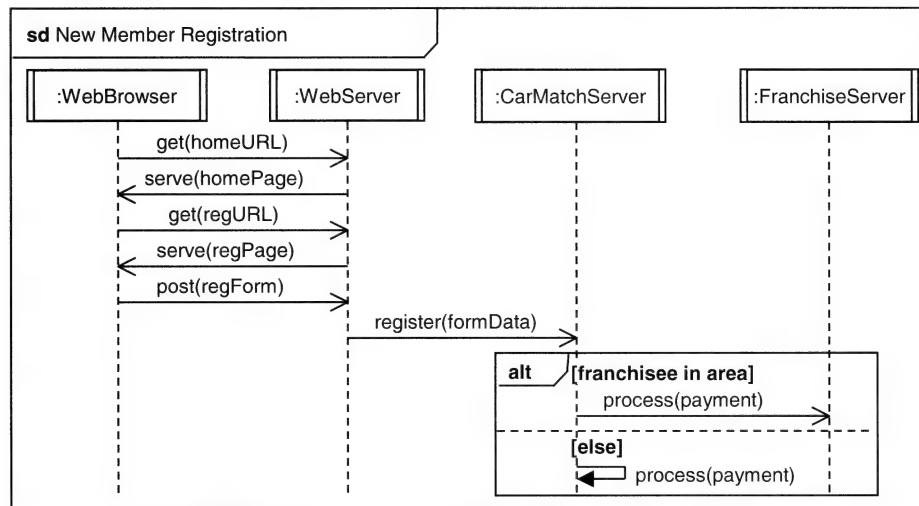 sd New Member Registration
:WebBrowser :WebServer :CarMatchServer :FranchiseServer
get(homeURL)
serve(homePage)
get(regURL)
serve(regPage)
post(regForm)
register(formData)
alt [franchisee in area]
process(payment)
[else]
process(payment)